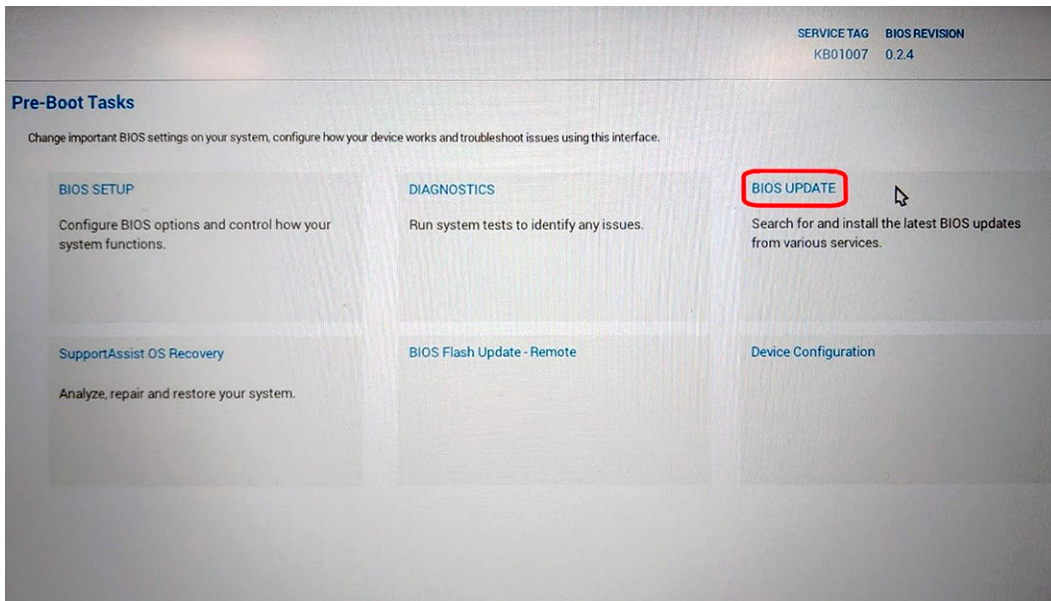 SERVICE TAG BIOS REVISION
KB01007 0.2.4
Pre-Boot Tasks
Change important BIOS settings on your system, configure how your device works and troubleshoot issues using this interface.
BIOS SETUP
Configure BIOS options and control how your
system functions.
DIAGNOSTICS
Run system tests to identify any issues.
BIOS UPDATE
Search for and install the latest BIOS updates
from various services.
SupportAssist OS Recovery
Analyze, repair and restore your system.
BIOS Flash Update - Remote
Device Configuration